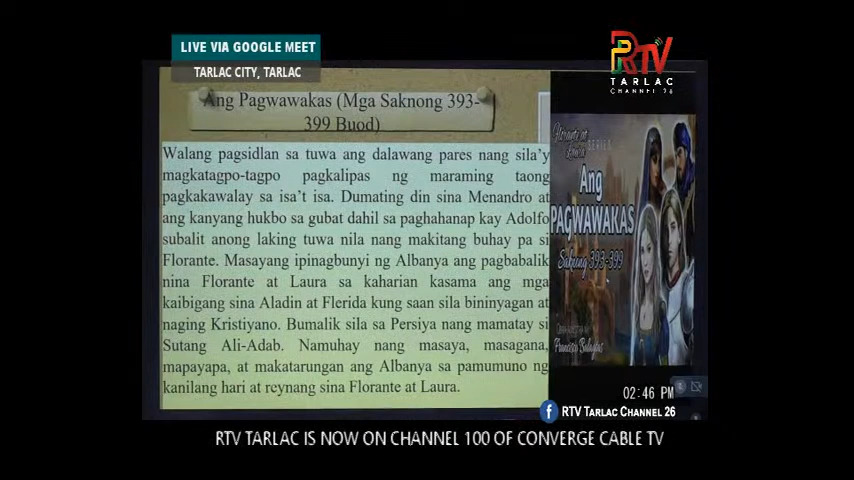 LIVE VIA GOOGLE MEET
TARLAC CITY, TARLAC
RTV
TARLAC
CHANNEL 26
Ang Pagwawakas (Mga Saknong 393-
399 Buod)
Walang pagsidlan sa tuwa ang dalawang pares nang sila'y
magkatagpo-tagpo pagkalipas ng maraming taong
pagkakawalay sa isa't isa. Dumating din sina Menandro at
ang kanyang hukbo sa gubat dahil sa paghahanap kay Adolfo
subalit anong laking tuwa nila nang makitang buhay pa si
Florante. Masayang ipinagbunyi ng Albanya ang pagbabalik
nina Florante at Laura sa kaharian kasama ang mga
kaibigang sina Aladin at Flerida kung saan sila bininyagan at
naging Kristiyano. Bumalik sila sa Persiya nang mamatay si
Sutang Ali-Adab. Namuhay nang masaya, masagana,
mapayapa, at makatarungan ang Albanya sa pamumuno ng
kanilang hari at reynang sina Florante at Laura.
Florante at
Laura SERIES
Ang
PAGWAWAKAS
Saknong 393-399
Francisco Balagtas
02:46 PM
RTV TARLAC CHANNEL 26
RTV TARLAC IS NOW ON CHANNEL 100 OF CONVERGE CABLE TV